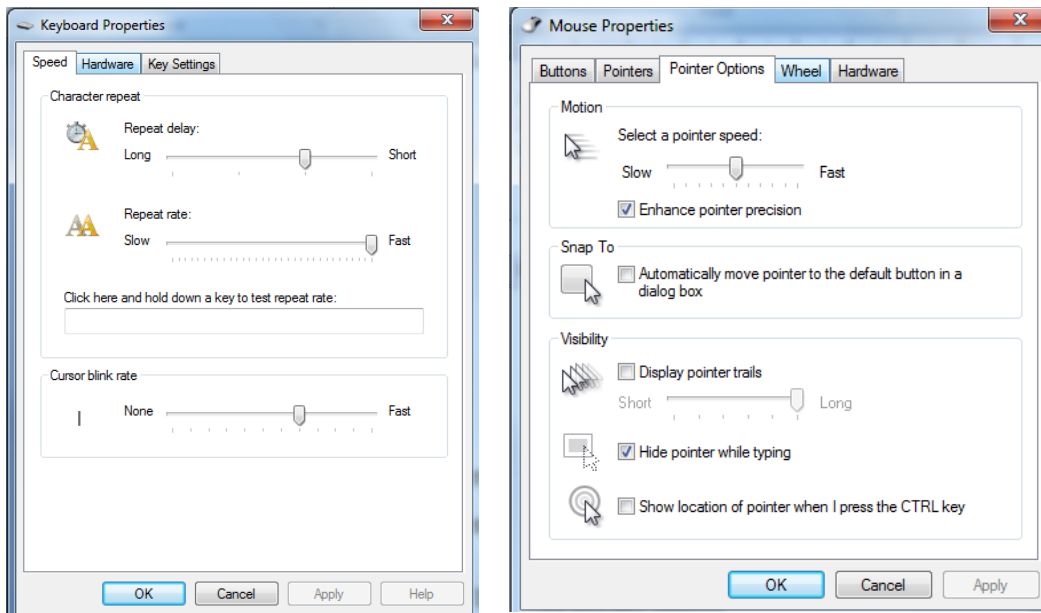 Keyboard Properties
Speed Hardware Key Settings
Character repeat
Repeat delay:
Long Short
Repeat rate:
Slow Fast
Click here and hold down a key to test repeat rate:
Cursor blink rate
None Fast
OK Cancel Apply Help
Mouse Properties
Buttons Pointers Pointer Options Wheel Hardware
Motion
Select a pointer speed:
Slow Fast
Enhance pointer precision
Snap To
Automatically move pointer to the default button in a
dialog box
Visibility
Display pointer trails
Short Long
Hide pointer while typing
Show location of pointer when I press the CTRL key
OK Cancel Apply